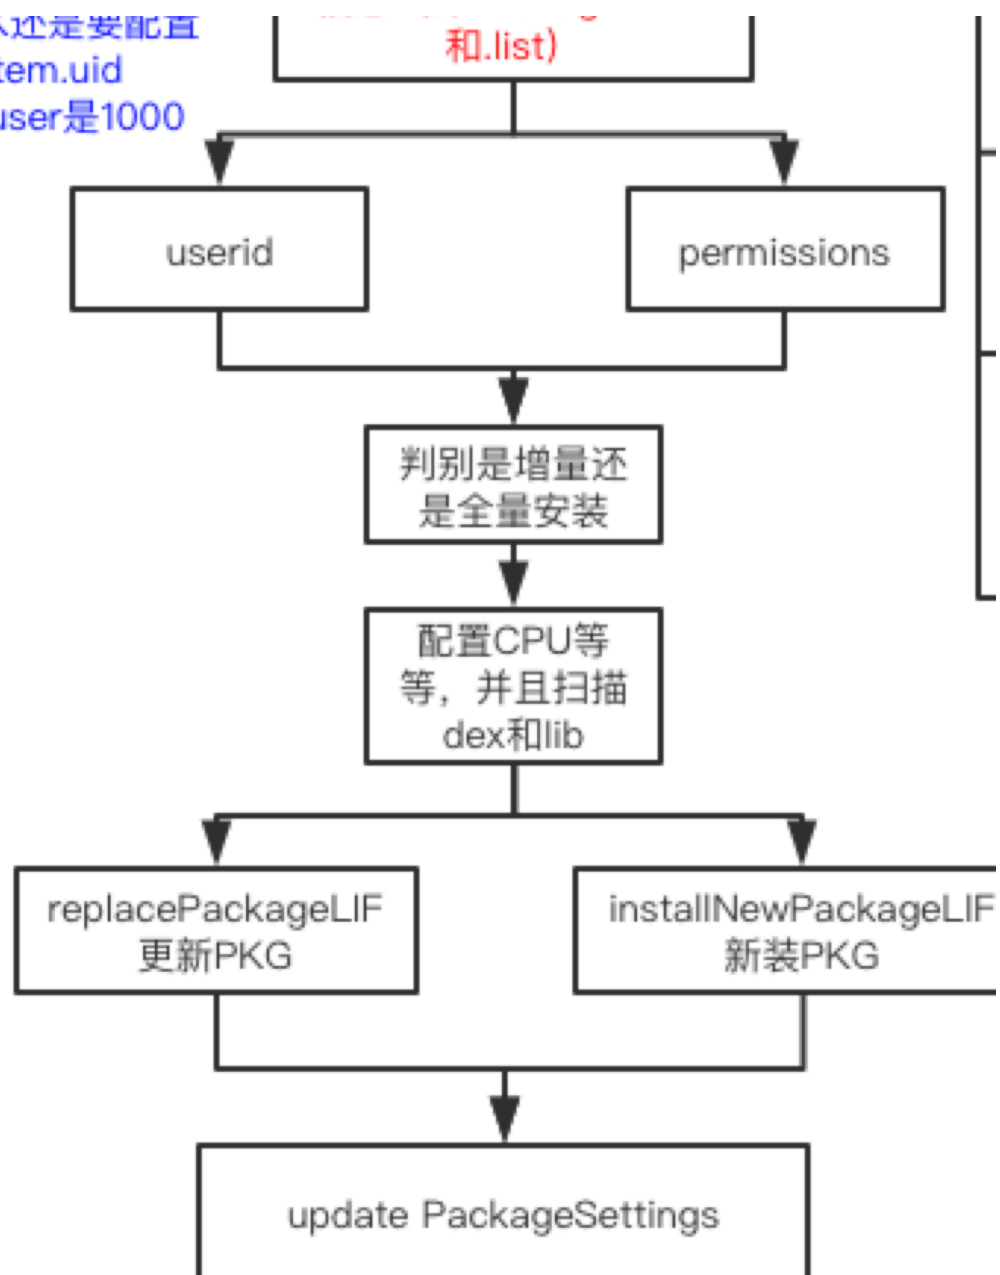 还是要配置
tem.uid
user是1000
和.list)
userid
permissions
判别是增量还
是全量安装
配置CPU等
等，并且扫描
dex和lib
replacePackageLIF
更新PKG
installNewPackageLIF
新装PKG
update PackageSettings